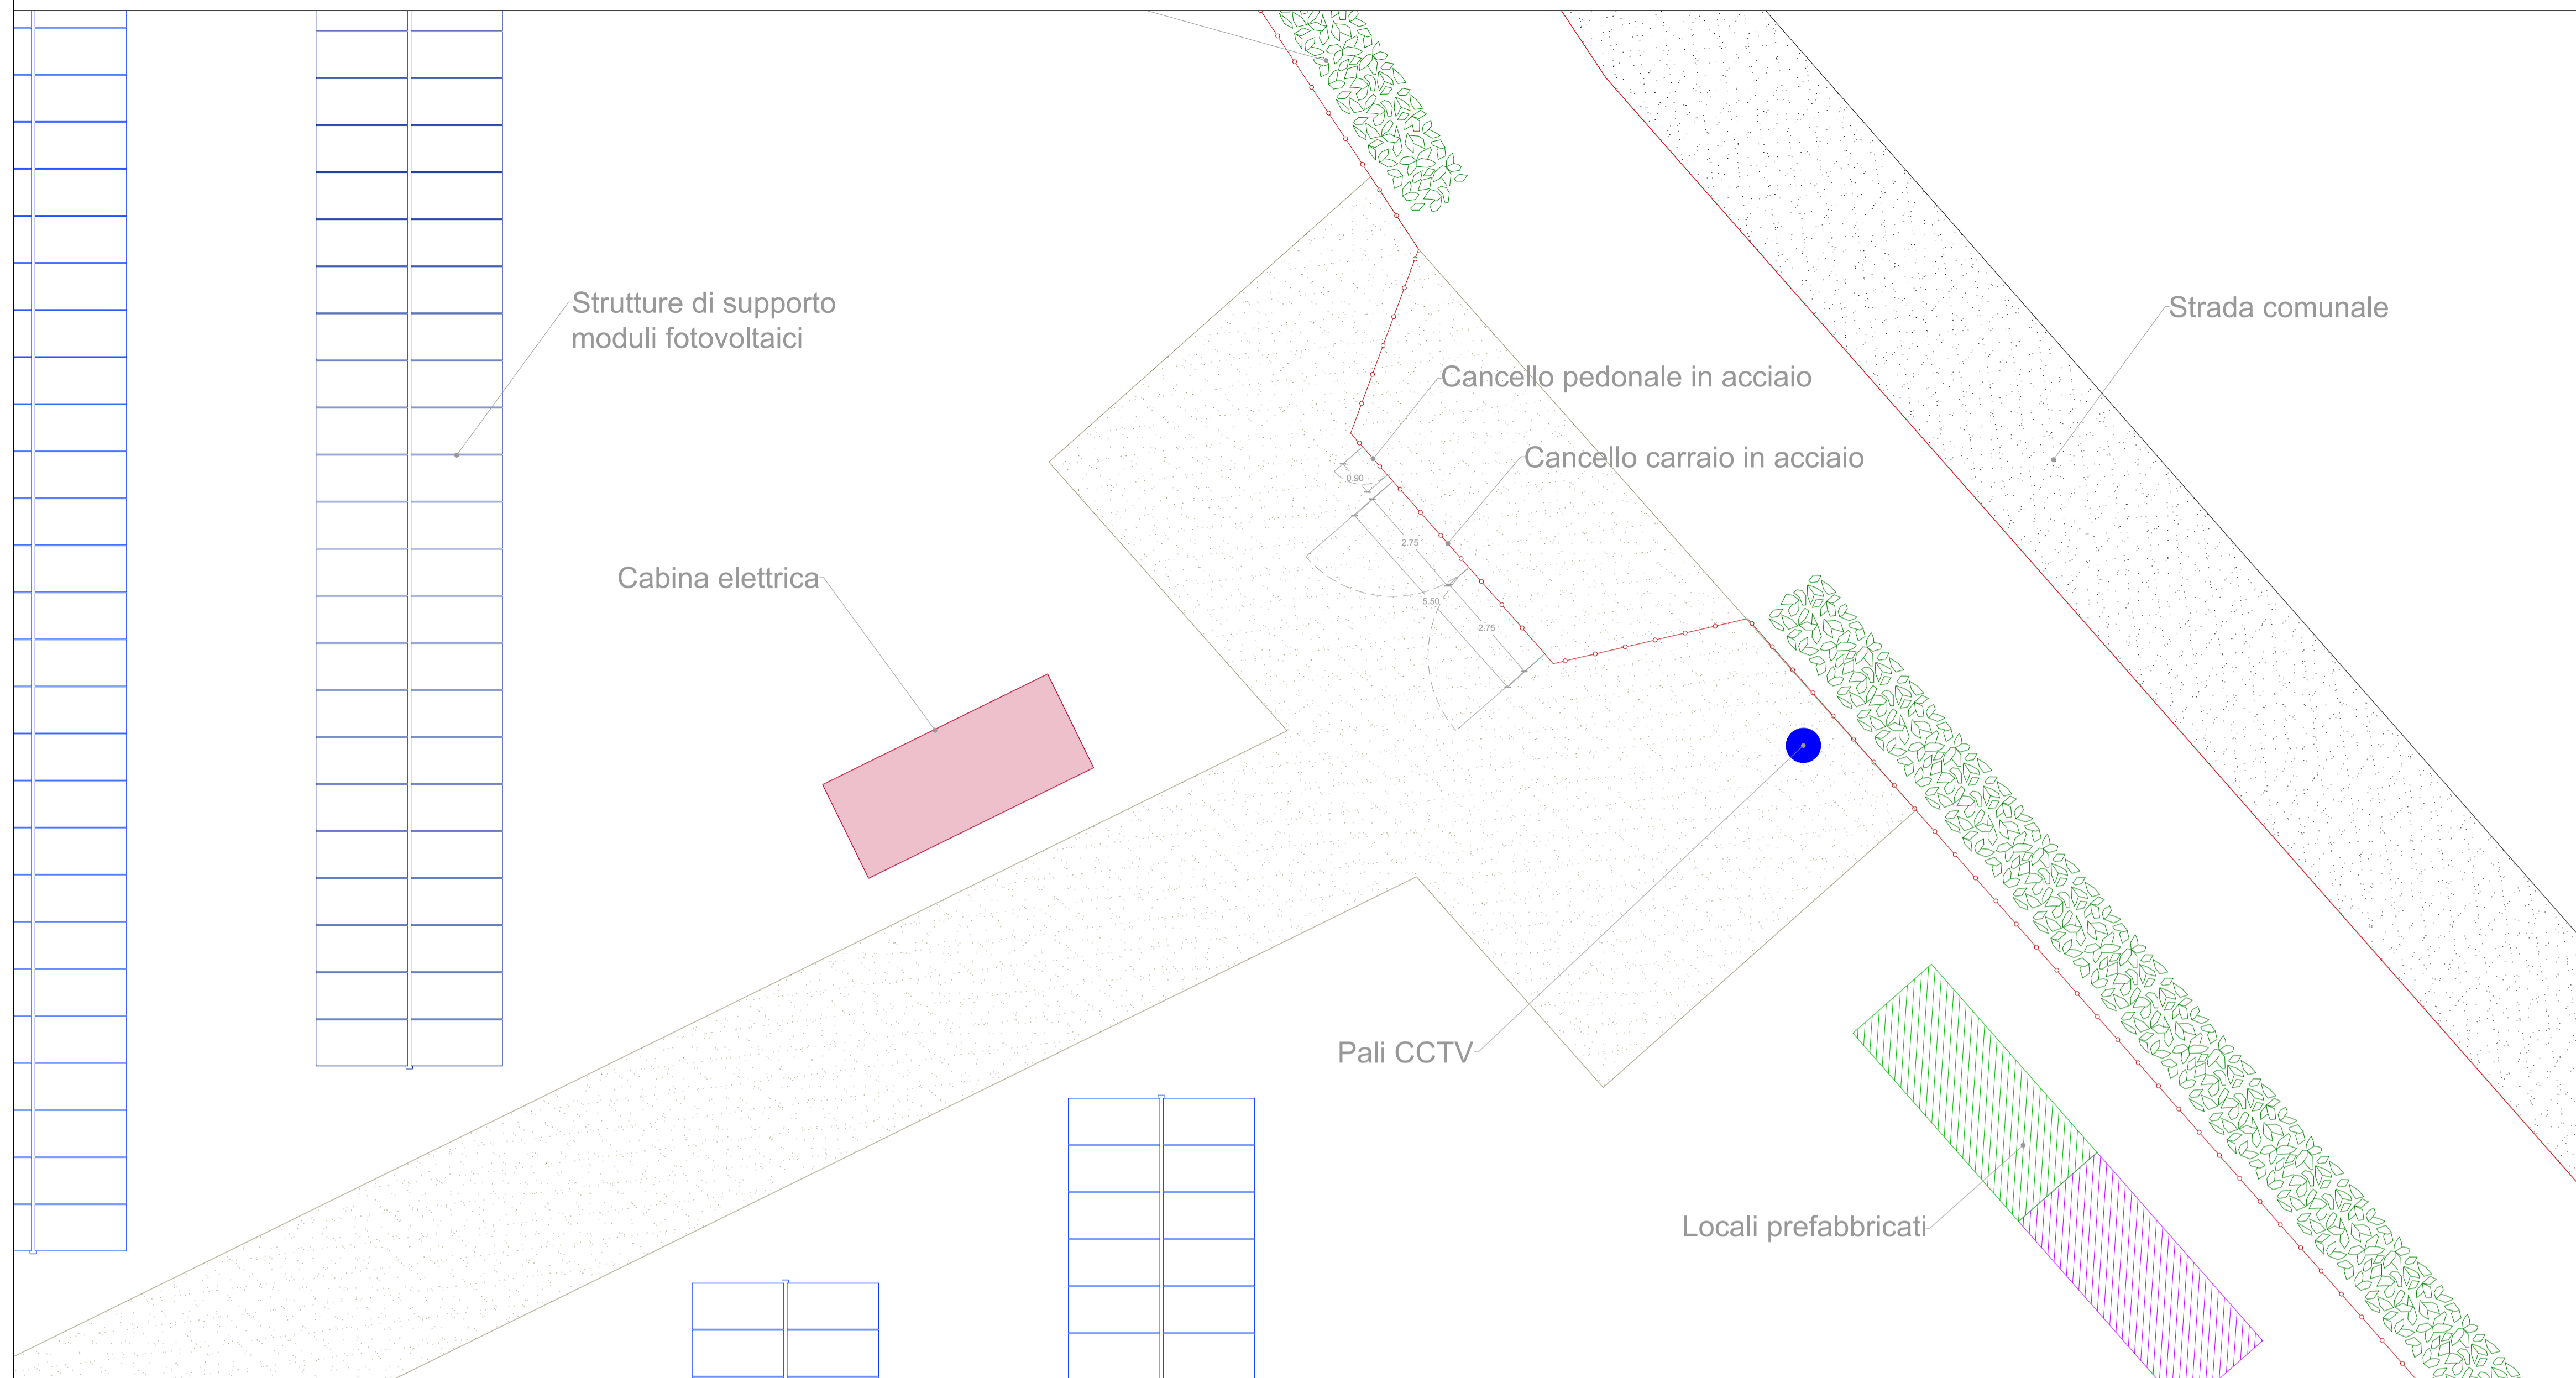 Strutture di supporto
moduli fotovoltaici
Strada comunale
Cancello pedonale in acciaio
Cancello carraio in acciaio
0.90
2.75
5.50
2.75
Cabina elettrica
Pali CCTV
Locali prefabbricati